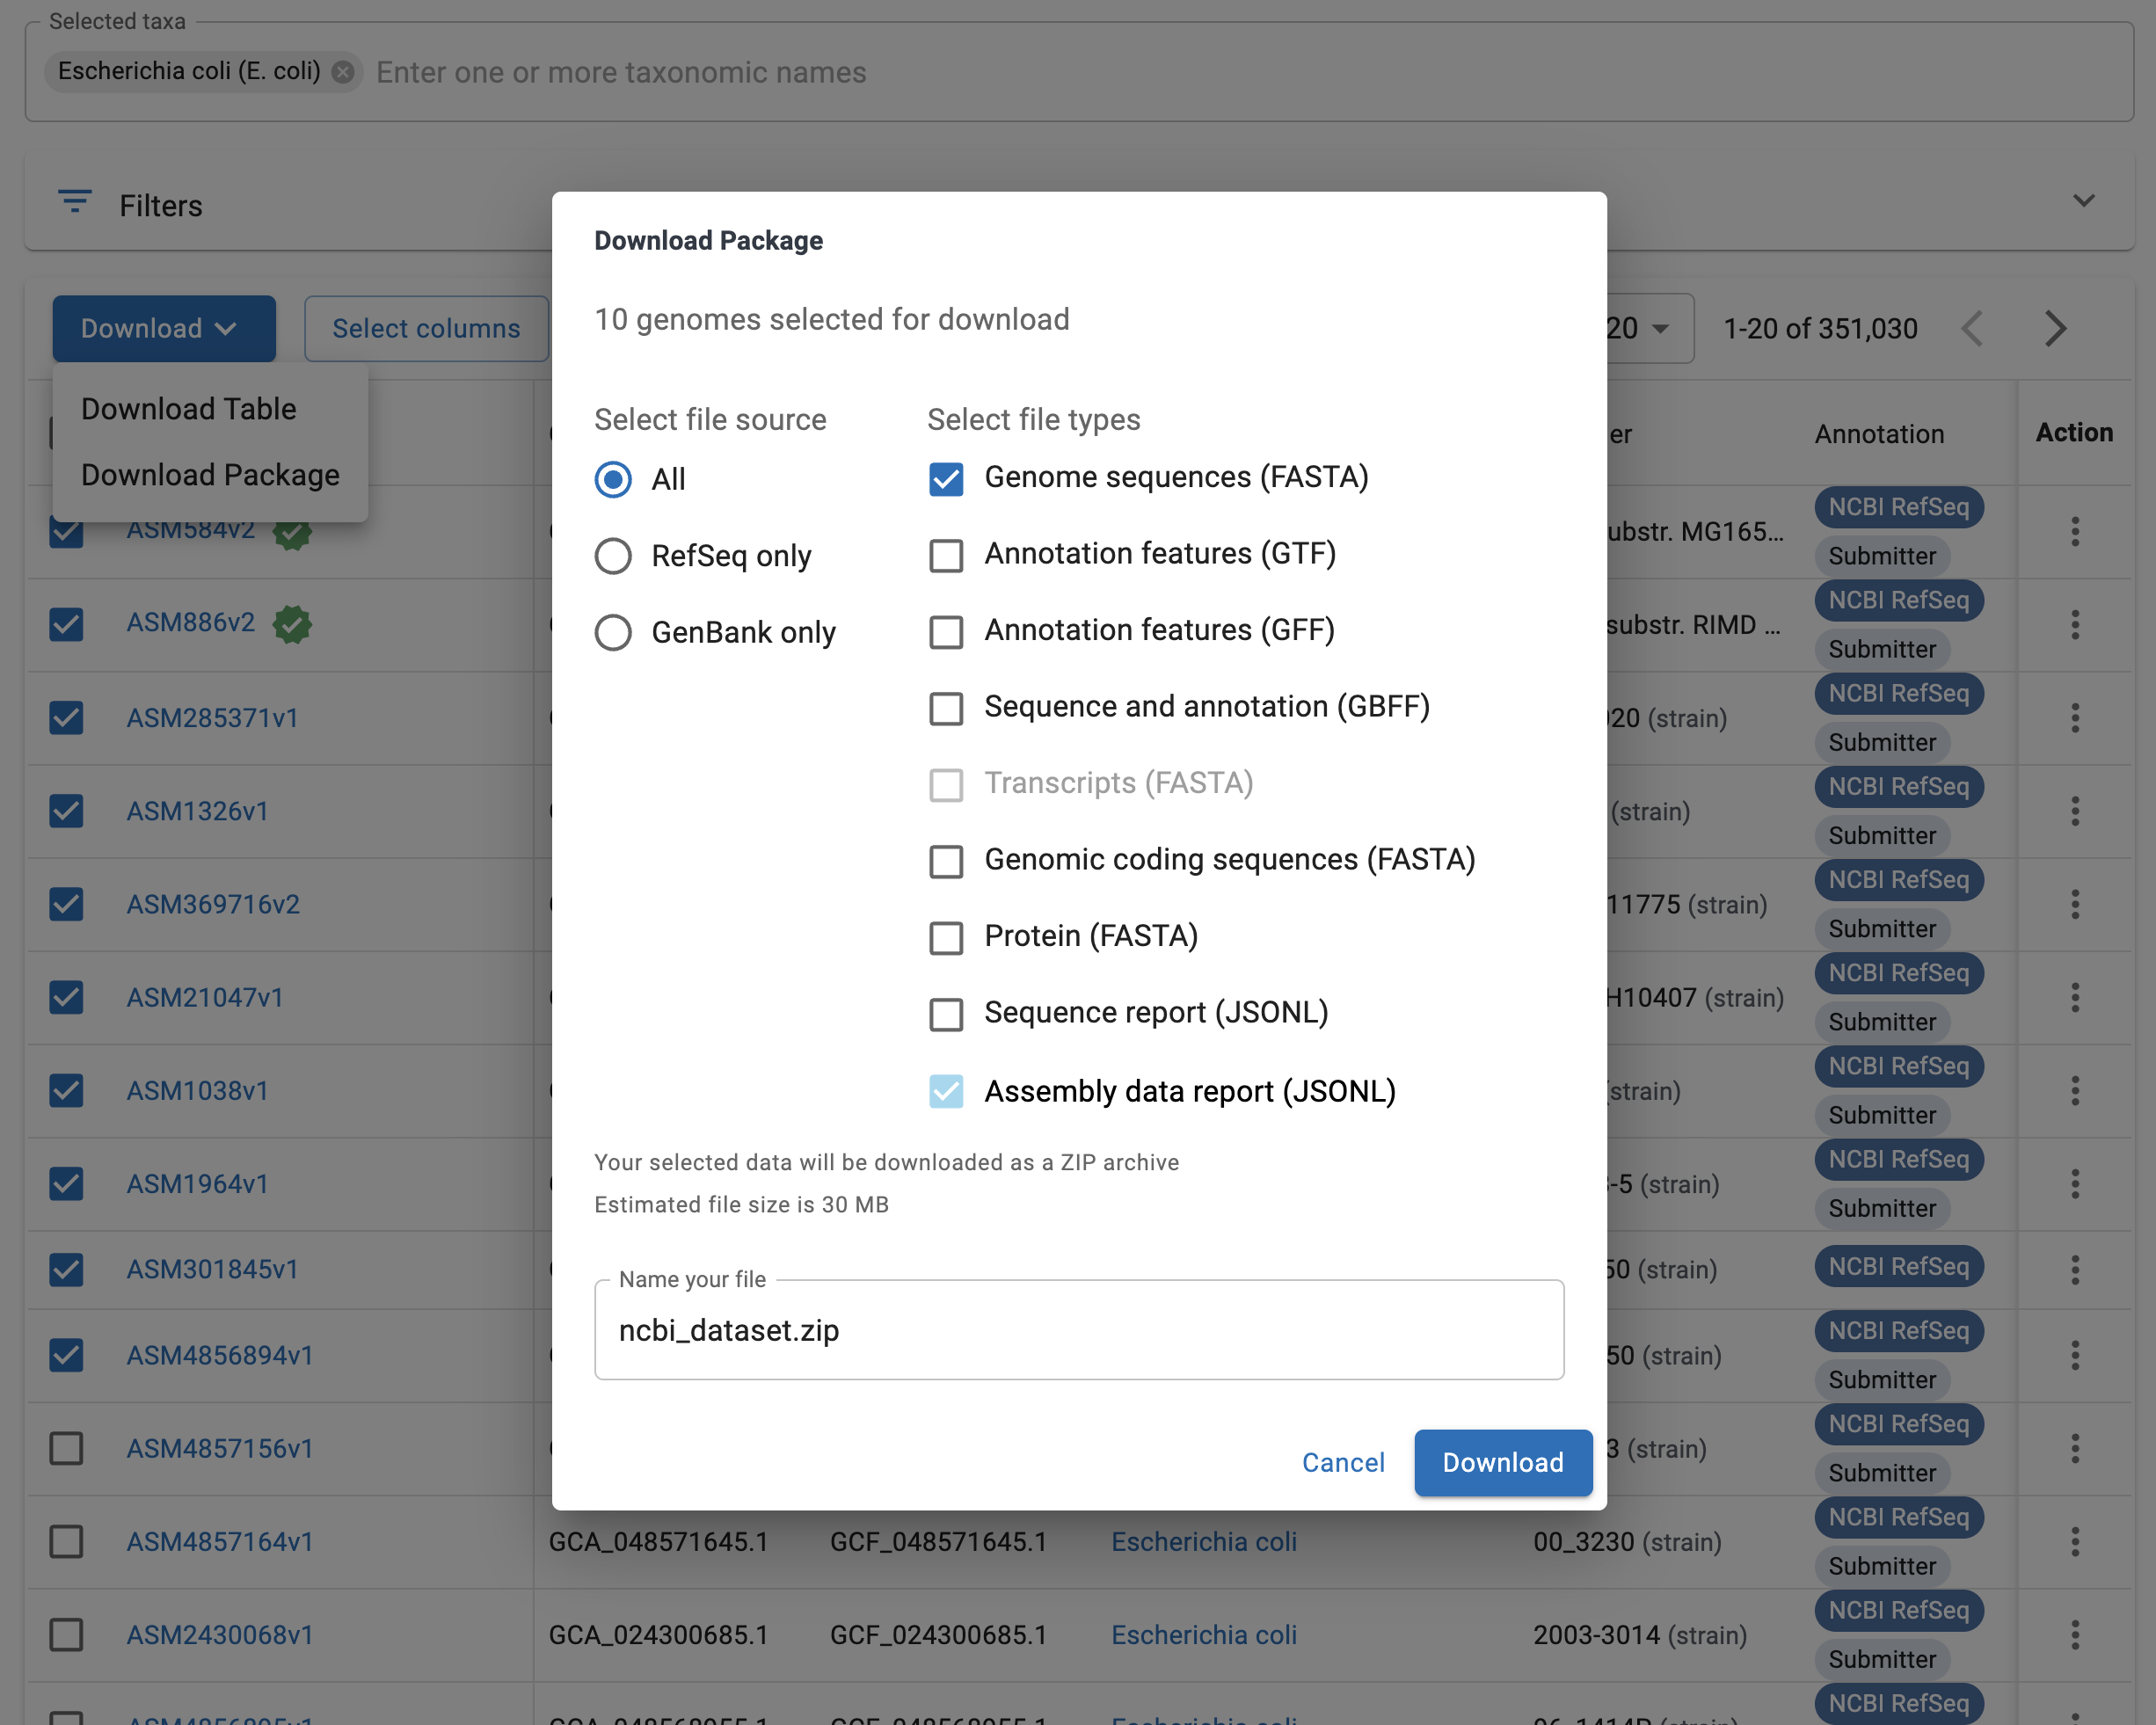 Selected taxa
Escherichia coli (E. coli) Enter one or more taxonomic names
Filters
Download Select columns
20 1-20 of 351,030
Download Table
Download Package
er Annotation Action
Download Package
10 genomes selected for download
Select file source
All
RefSeq only
GenBank only
Select file types
Genome sequences (FASTA)
Annotation features (GTF)
Annotation features (GFF)
Sequence and annotation (GBFF)
Transcripts (FASTA)
Genomic coding sequences (FASTA)
Protein (FASTA)
Sequence report (JSONL)
Assembly data report (JSONL)
Your selected data will be downloaded as a ZIP archive
Estimated file size is 30 MB
Name your file
ncbi_dataset.zip
Cancel Download
ASM584v2 ubstr. MG165... NCBI RefSeq
Submitter
ASM886v2 substr. RIMD ... NCBI RefSeq
Submitter
ASM285371v1 20 (strain) NCBI RefSeq
Submitter
ASM1326v1 (strain) NCBI RefSeq
Submitter
ASM369716v2 11775 (strain) NCBI RefSeq
Submitter
ASM21047v1 H10407 (strain) NCBI RefSeq
Submitter
ASM1038v1 (strain) NCBI RefSeq
Submitter
ASM1964v1 -5 (strain) NCBI RefSeq
Submitter
ASM301845v1 50 (strain) NCBI RefSeq
ASM4856894v1 50 (strain) NCBI RefSeq
Submitter
ASM4857156v1 3 (strain) NCBI RefSeq
Submitter
ASM4857164v1 GCA_048571645.1 GCF_048571645.1 Escherichia coli 00_3230 (strain) NCBI RefSeq
Submitter
ASM2430068v1 GCA_024300685.1 GCF_024300685.1 Escherichia coli 2003-3014 (strain) NCBI RefSeq
Submitter
Escherichia coli NCBI RefSeq